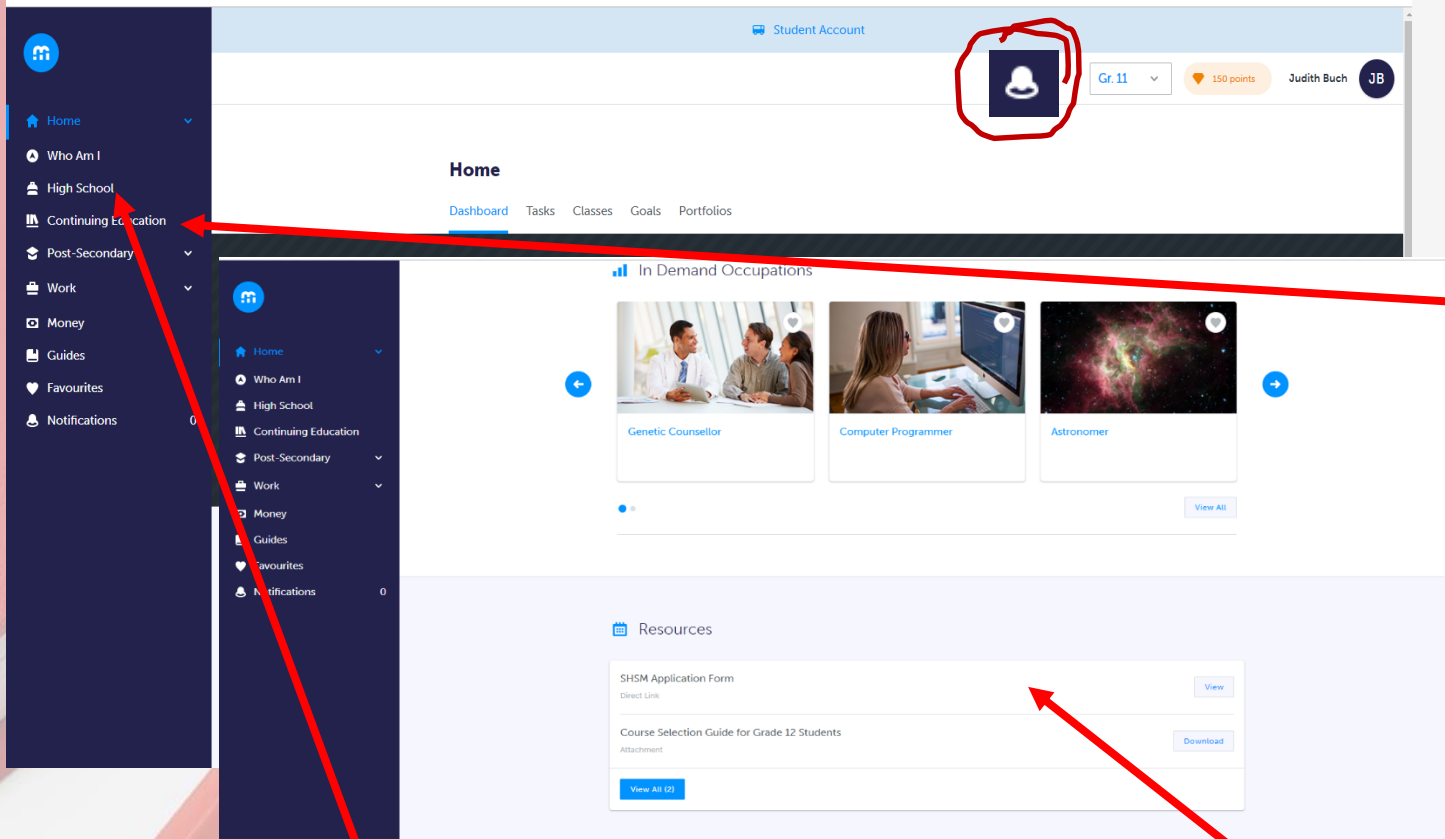 Student Account
Gr. 11
150 points
Judith Buch
JB
m
Home
Who Am I
High School
Continuing Education
Post-Secondary
Work
Money
Guides
Favourites
Notifications 0
Home
Dashboard Tasks Classes Goals Portfolios
m
Home
Who Am I
High School
Continuing Education
Post-Secondary
Work
Money
Guides
Favourites
Notifications 0
In Demand Occupations
Genetic Counsellor
Computer Programmer
Astronomer
View All
Resources
SHSM Application Form
Direct Link
View
Course Selection Guide for Grade 12 Students
Attachment
Download
View All (2)